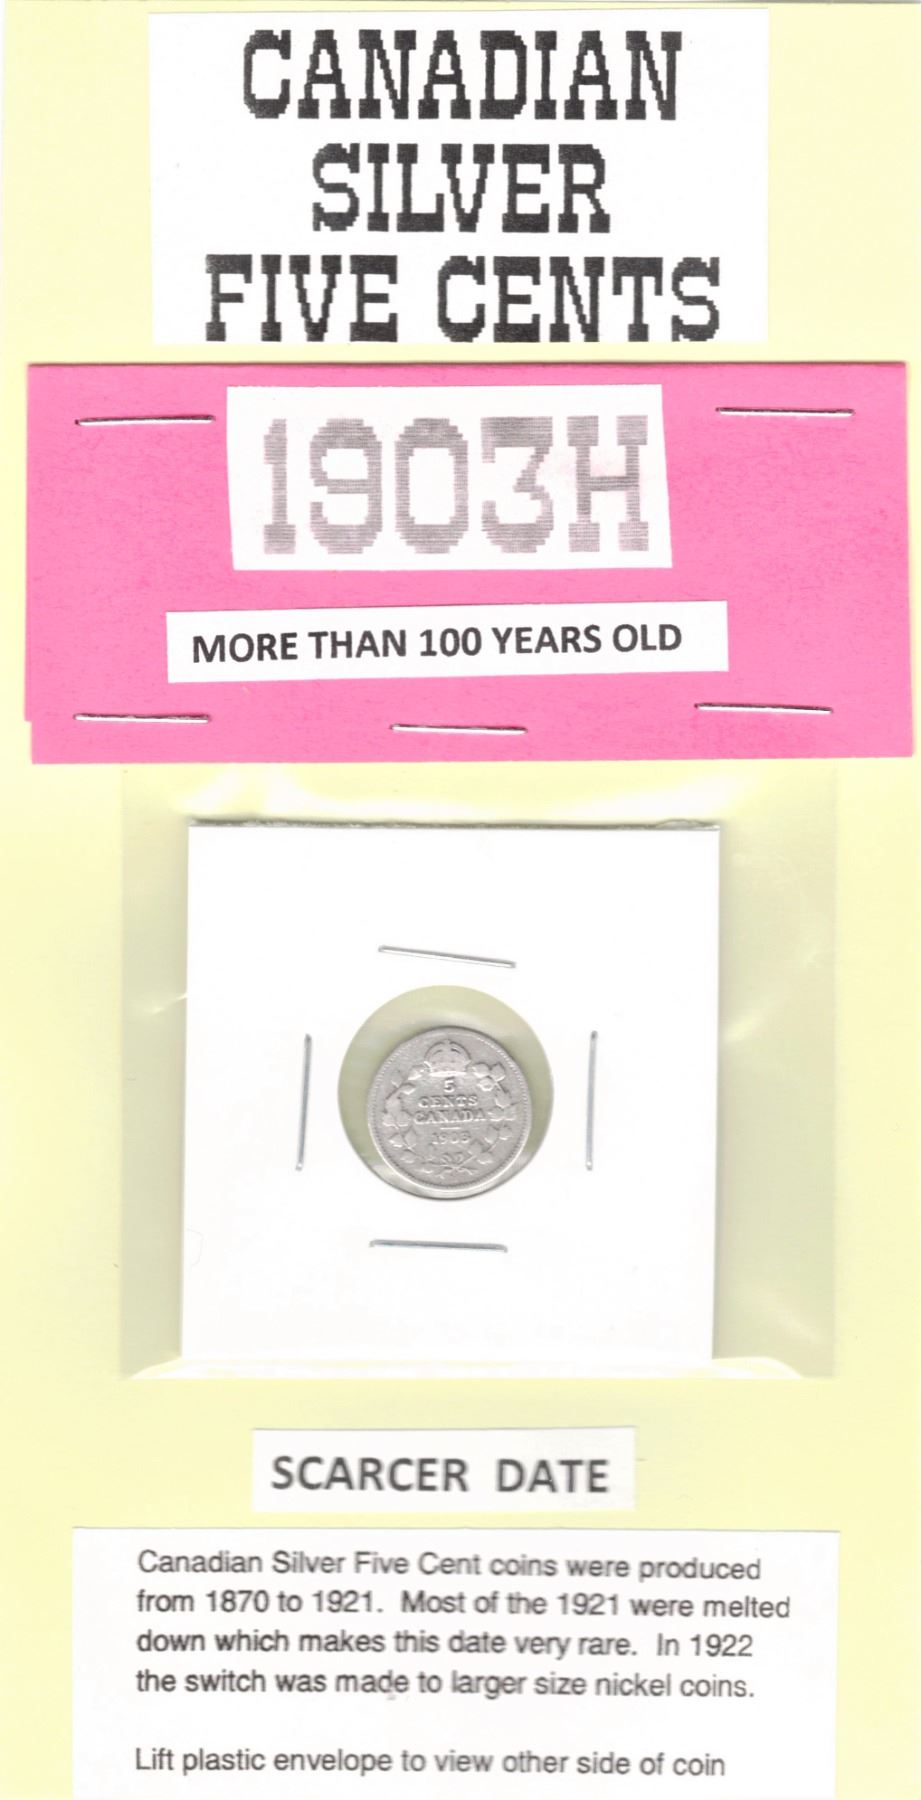 CANADIAN
SILVER
FIVE CENTS
1903H
MORE THAN 100 YEARS OLD
5
CENTS
CANADA
1903
SCARCER DATE
Canadian Silver Five Cent coins were produced
from 1870 to 1921. Most of the 1921 were melted
down which makes this date very rare. In 1922
the switch was made to larger size nickel coins.
Lift plastic envelope to view other side of coin